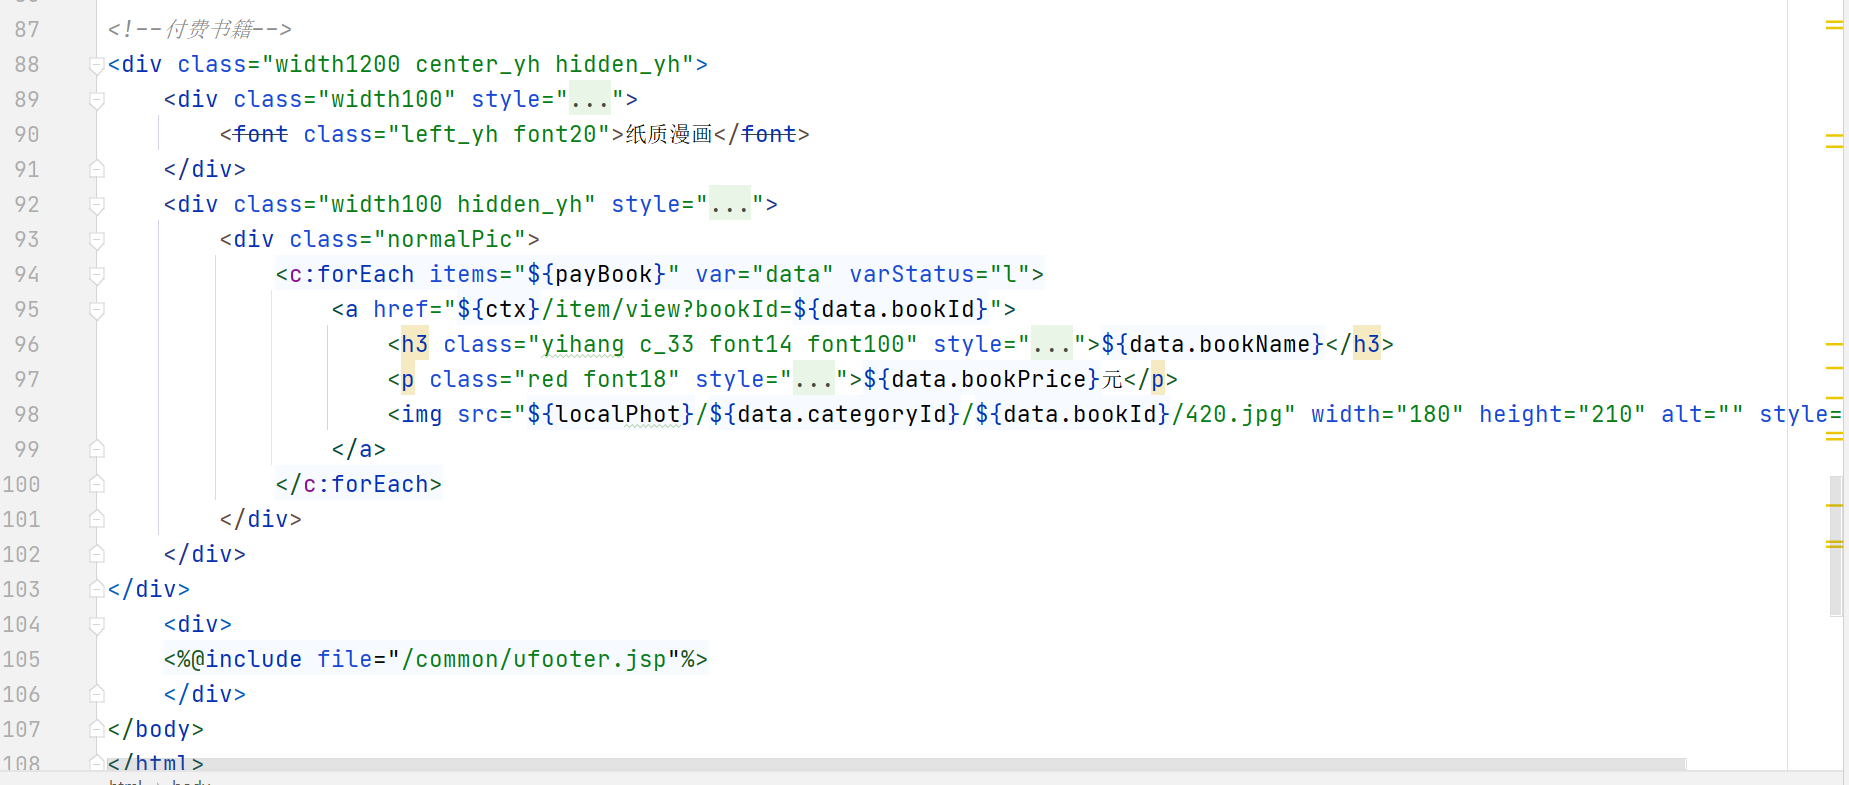 87 <!--付费书籍-->
88 <div class="width1200 center_yh hidden_yh">
89 <div class="width100" style="...">
90 <font class="left_yh font20">纸质漫画</font>
91 </div>
92 <div class="width100 hidden_yh" style="...">
93 <div class="normalPic">
94 <c:forEach items="${payBook}" var="data" varStatus="l">
95 <a href="${ctx}/item/view?bookId=${data.bookId}">
96 <h3 class="yihang c_33 font14 font100" style="...">${data.bookName}</h3>
97 <p class="red font18" style="...">${data.bookPrice}元</p>
98 <img src="${localPhot}/${data.categoryId}/${data.bookId}/420.jpg" width="180" height="210" alt="" style=
99 </a>
100 </c:forEach>
101 </div>
102 </div>
103 </div>
104 <div>
105 <%@include file="/common/ufooter.jsp"%>
106 </div>
107 </body>
108 </html>
html › body